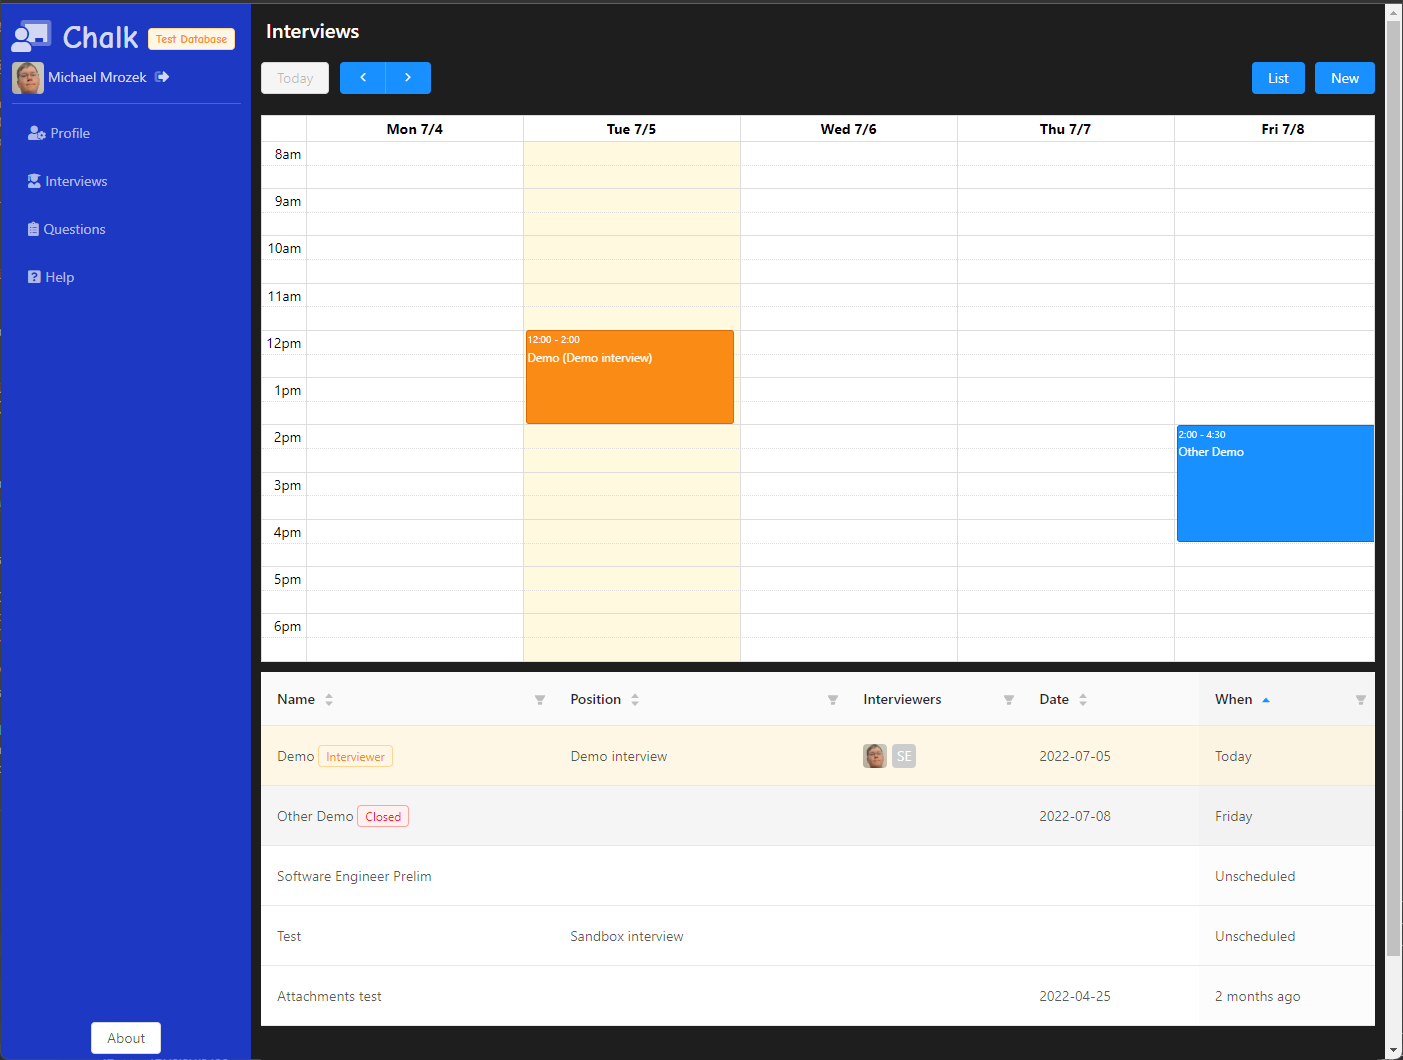 Chalk Test Database
Michael Mrozek
Profile
Interviews
Questions
Help
About
Interviews
Today
List New
Mon 7/4 Tue 7/5 Wed 7/6 Thu 7/7 Fri 7/8
8am
9am
10am
11am
12pm
1pm
2pm
3pm
4pm
5pm
6pm
12:00 - 2:00
Demo (Demo interview)
2:00 - 4:30
Other Demo
Name Position Interviewers Date When
Demo Interviewer Demo interview SE 2022-07-05 Today
Other Demo Closed 2022-07-08 Friday
Software Engineer Prelim Unscheduled
Test Sandbox interview Unscheduled
Attachments test 2022-04-25 2 months ago